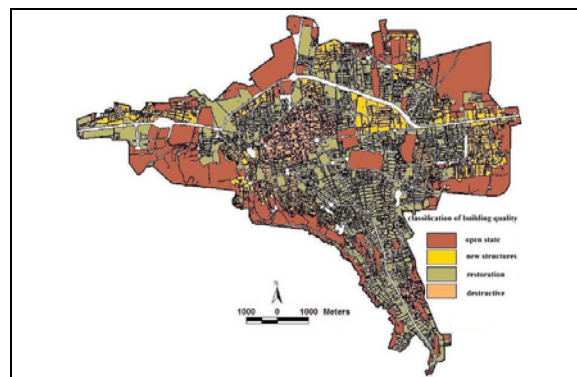 classification of building quality
open state
new structures
restoration
destructive
N
1000 0 1000 Meters